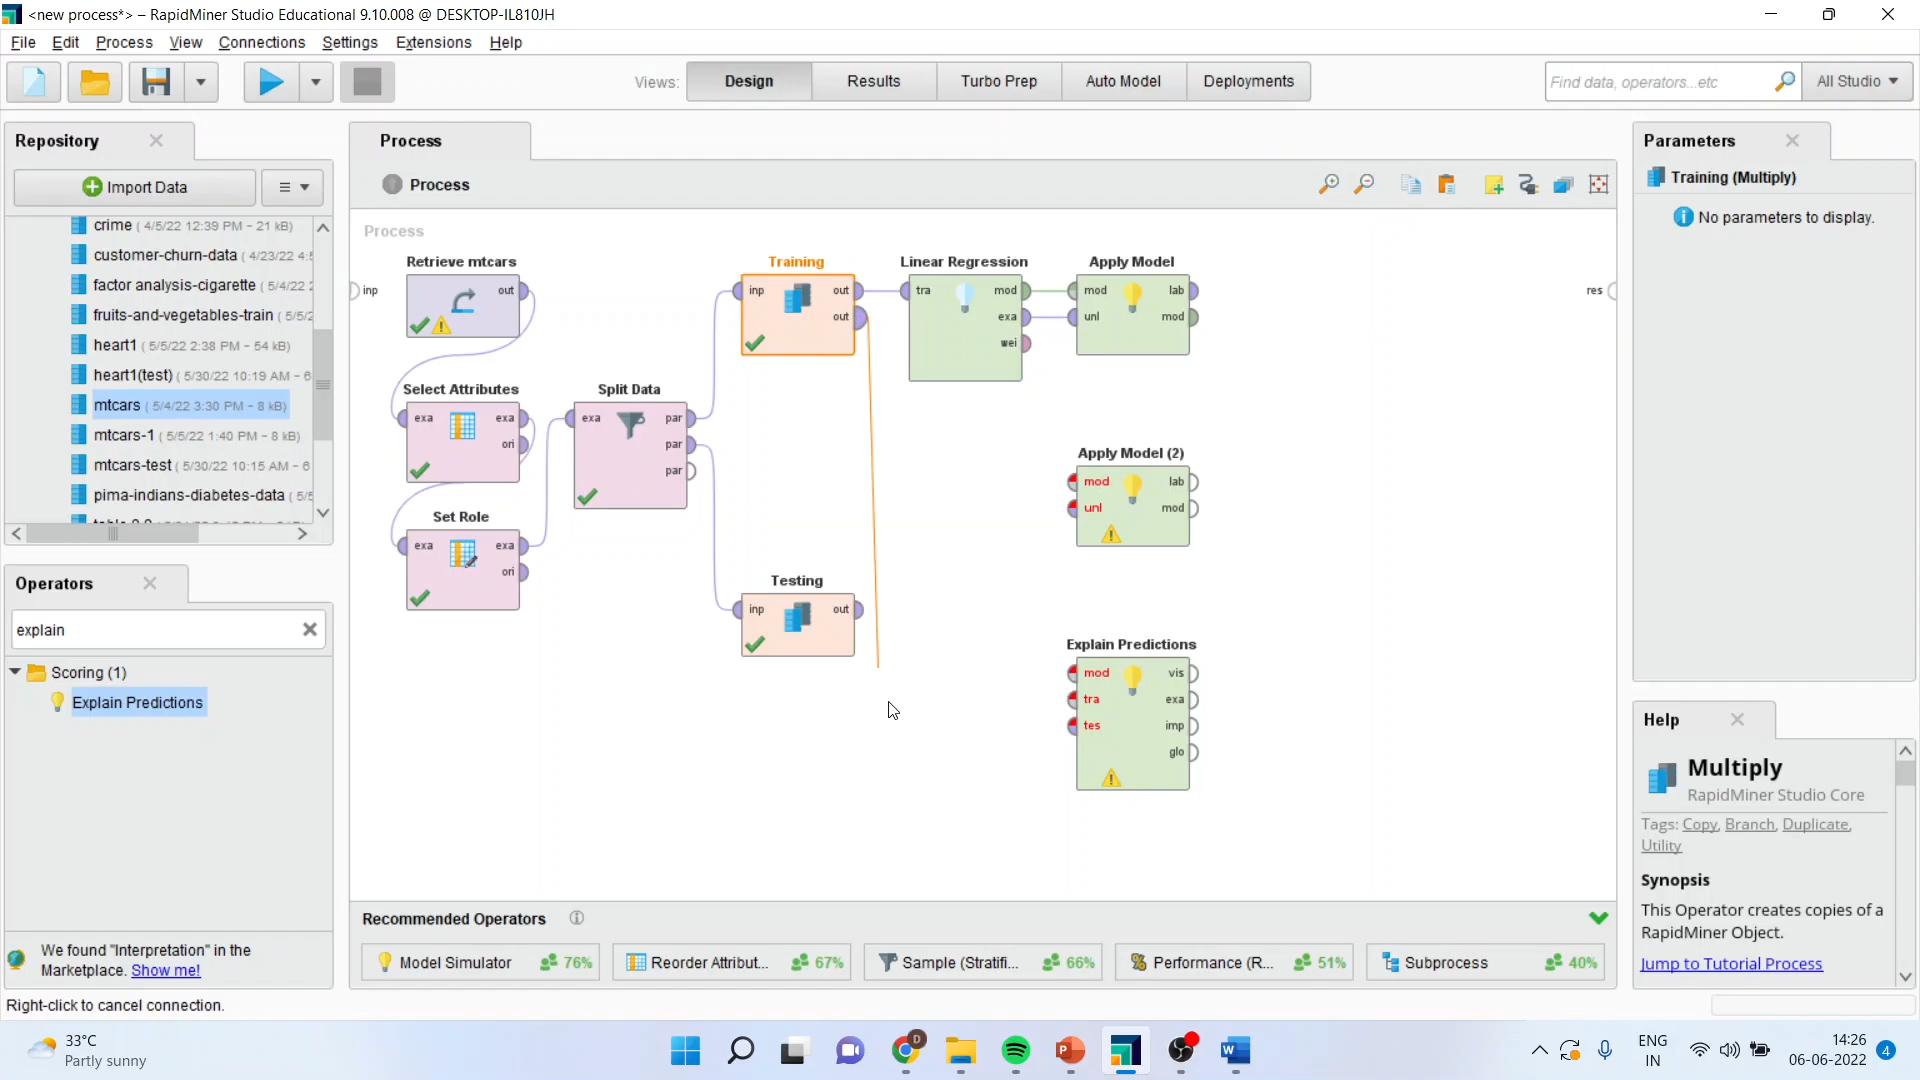 <new process*> – RapidMiner Studio Educational 9.10.008 @ DESKTOP-IL810JH
File Edit Process View Connections Settings Extensions Help
Views: Design Results Turbo Prep Auto Model Deployments
Find data, operators...etc All Studio
Repository
Import Data
crime ( 4/5/22 12:39 PM – 21 kB)
customer-churn-data ( 4/23/22 4:
factor analysis-cigarette ( 5/4/22
fruits-and-vegetables-train ( 5/5/2
heart1 ( 5/5/22 2:38 PM – 54 kB)
heart1(test) ( 5/30/22 10:19 AM – 6
mtcars ( 5/4/22 3:30 PM – 8 kB)
mtcars-1 ( 5/5/22 1:40 PM – 8 kB)
mtcars-test ( 5/30/22 10:15 AM – 6
pima-indians-diabetes-data ( 5/5
Operators
explain
Scoring (1)
Explain Predictions
We found "Interpretation" in the
Marketplace. Show me!
Right-click to cancel connection.
Process
Process
Process
inp
Retrieve mtcars
out
Select Attributes
exa exa
ori
Set Role
exa exa
ori
Split Data
exa par
par
par
Training
inp out
out
Testing
inp out
Linear Regression
tra mod
exa
wei
Apply Model
mod lab
unl mod
Apply Model (2)
mod lab
unl mod
Explain Predictions
mod vis
tra exa
tes imp
glo
res
Recommended Operators
Model Simulator 76%
Reorder Attribut... 67%
Sample (Stratifi... 66%
Performance (R... 51%
Subprocess 40%
Parameters
Training (Multiply)
No parameters to display.
Help
Multiply
RapidMiner Studio Core
Tags: Copy, Branch, Duplicate,
Utility
Synopsis
This Operator creates copies of a
RapidMiner Object.
Jump to Tutorial Process
33°C
Partly sunny
D
P
W
ENG
IN
14:26
06-06-2022
4